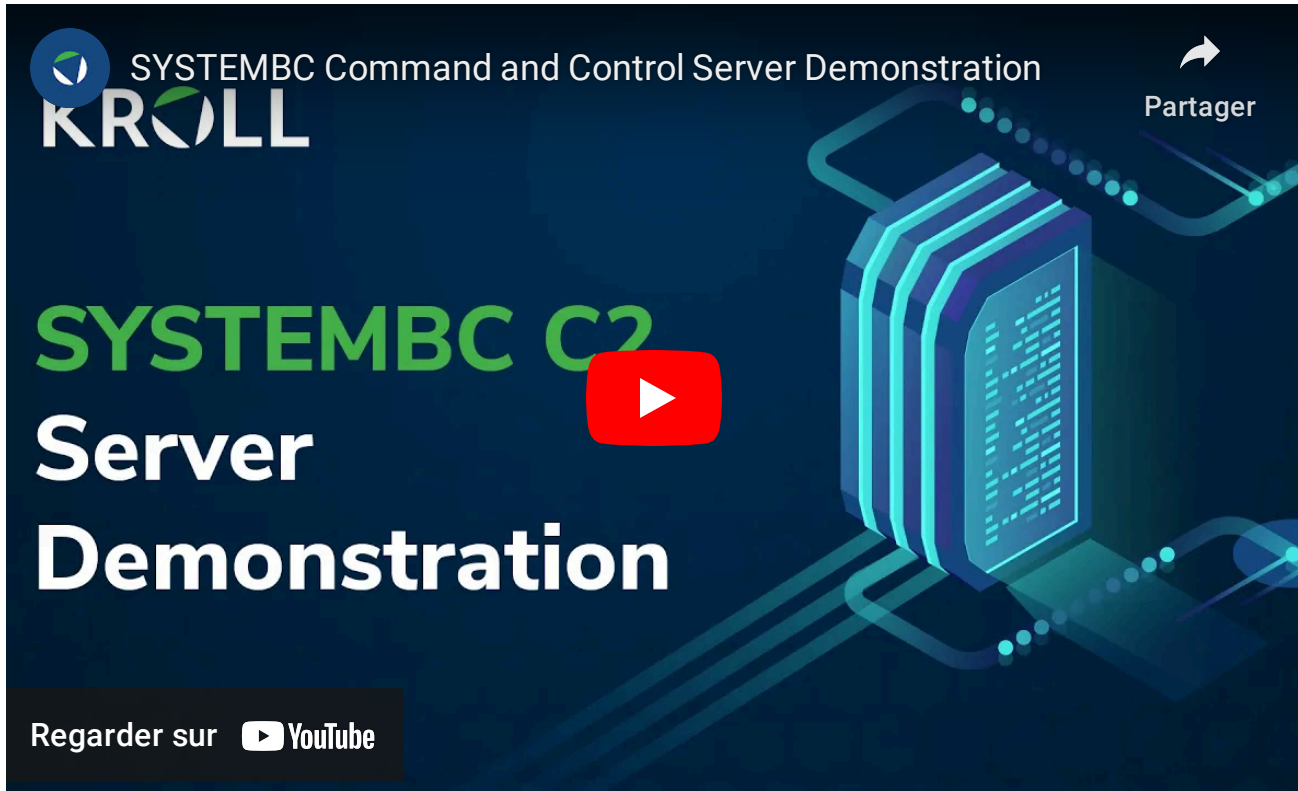 SYSTEMBC Command and Control Server Demonstration
Partager
KROLL
SYSTEMBC C2
Server
Demonstration
Regarder sur YouTube